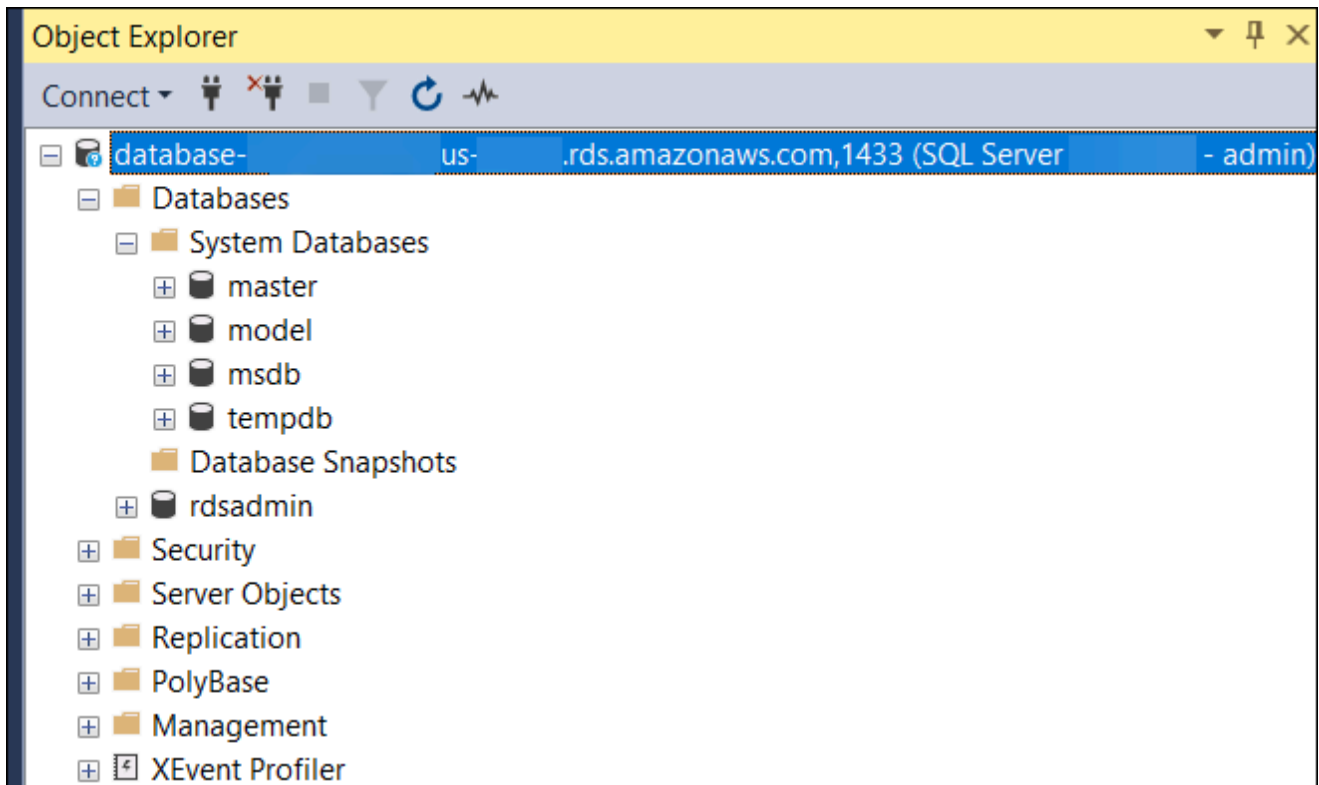 Object Explorer
Connect
database- us- .rds.amazonaws.com,1433 (SQL Server - admin)
Databases
System Databases
master
model
msdb
tempdb
Database Snapshots
rdsadmin
Security
Server Objects
Replication
PolyBase
Management
XEvent Profiler